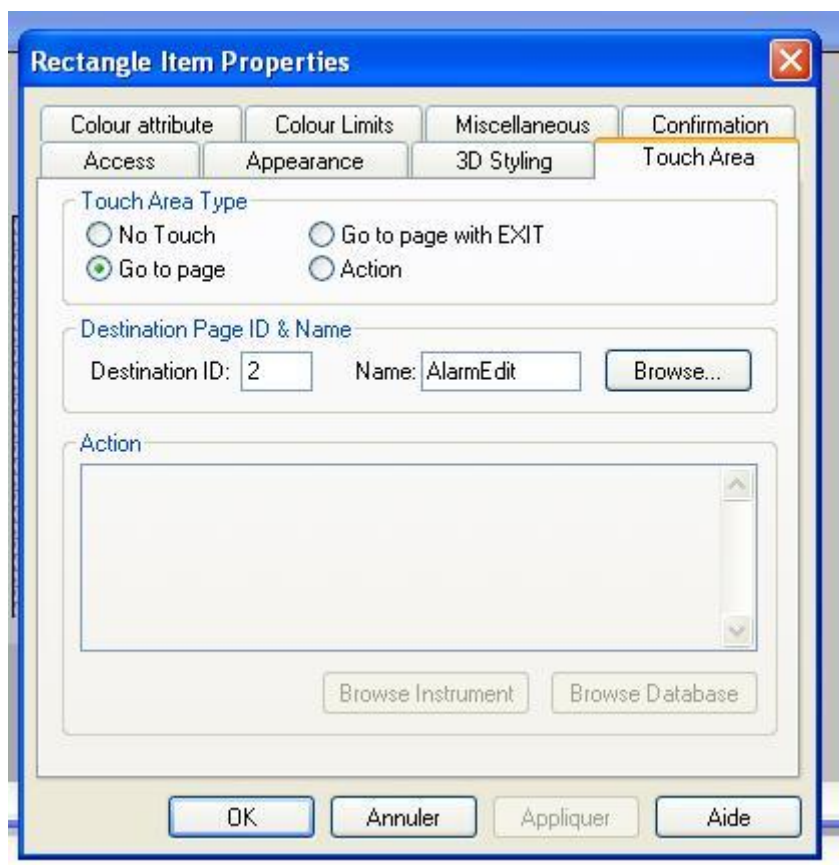 Rectangle Item Properties
Colour attribute Colour Limits Miscellaneous Confirmation
Access Appearance 3D Styling Touch Area
Touch Area Type
No Touch Go to page with EXIT
Go to page Action
Destination Page ID & Name
Destination ID: 2 Name: AlarmEdit Browse...
Action
Browse Instrument Browse Database
OK Annuler Appliquer Aide